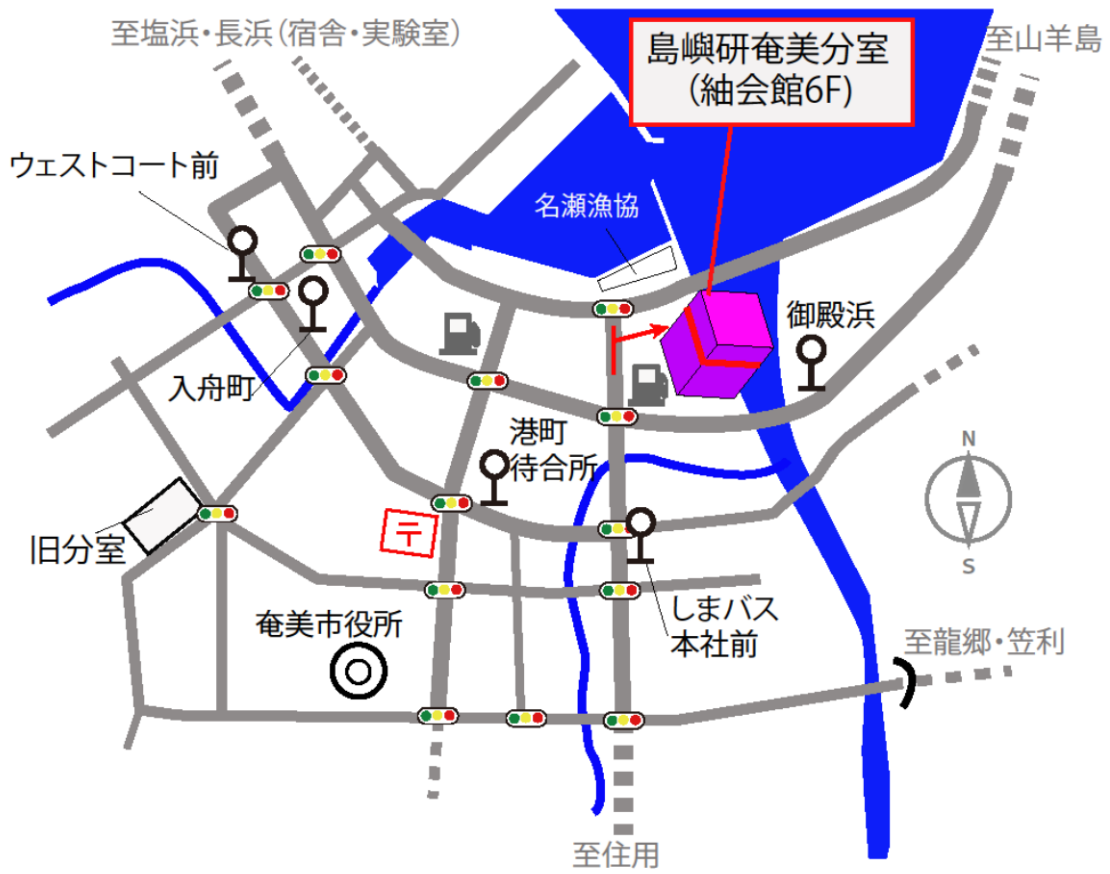 至塩浜・長浜(宿舎・実験室)
島嶼研奄美分室
(紬会館6F)
至山羊島
ウェストコート前
名瀬漁協
御殿浜
入舟町
港町
待合所
N
S
〒
旧分室
しまバス
本社前
奄美市役所
至龍郷・笠利
至住用